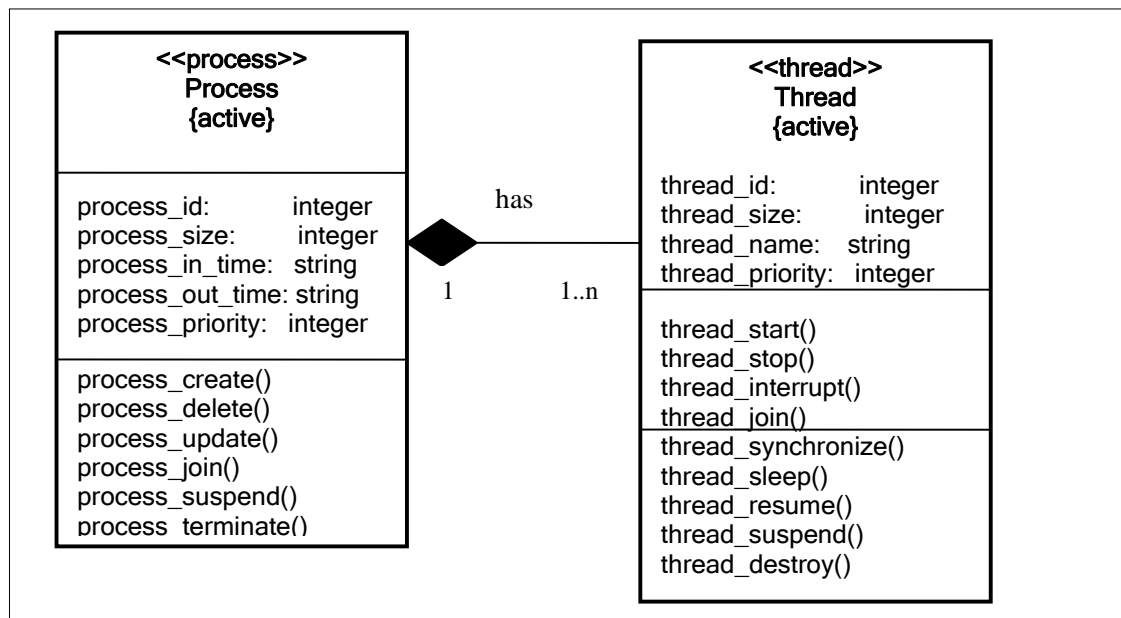 <<process>>
Process
{active}
process_id: integer
process_size: integer
process_in_time: string
process_out_time: string
process_priority: integer
process_create()
process_delete()
process_update()
process_join()
process_suspend()
process_terminate()
has
1
1..n
<<thread>>
Thread
{active}
thread_id: integer
thread_size: integer
thread_name: string
thread_priority: integer
thread_start()
thread_stop()
thread_interrupt()
thread_join()
thread_synchronize()
thread_sleep()
thread_resume()
thread_suspend()
thread_destroy()